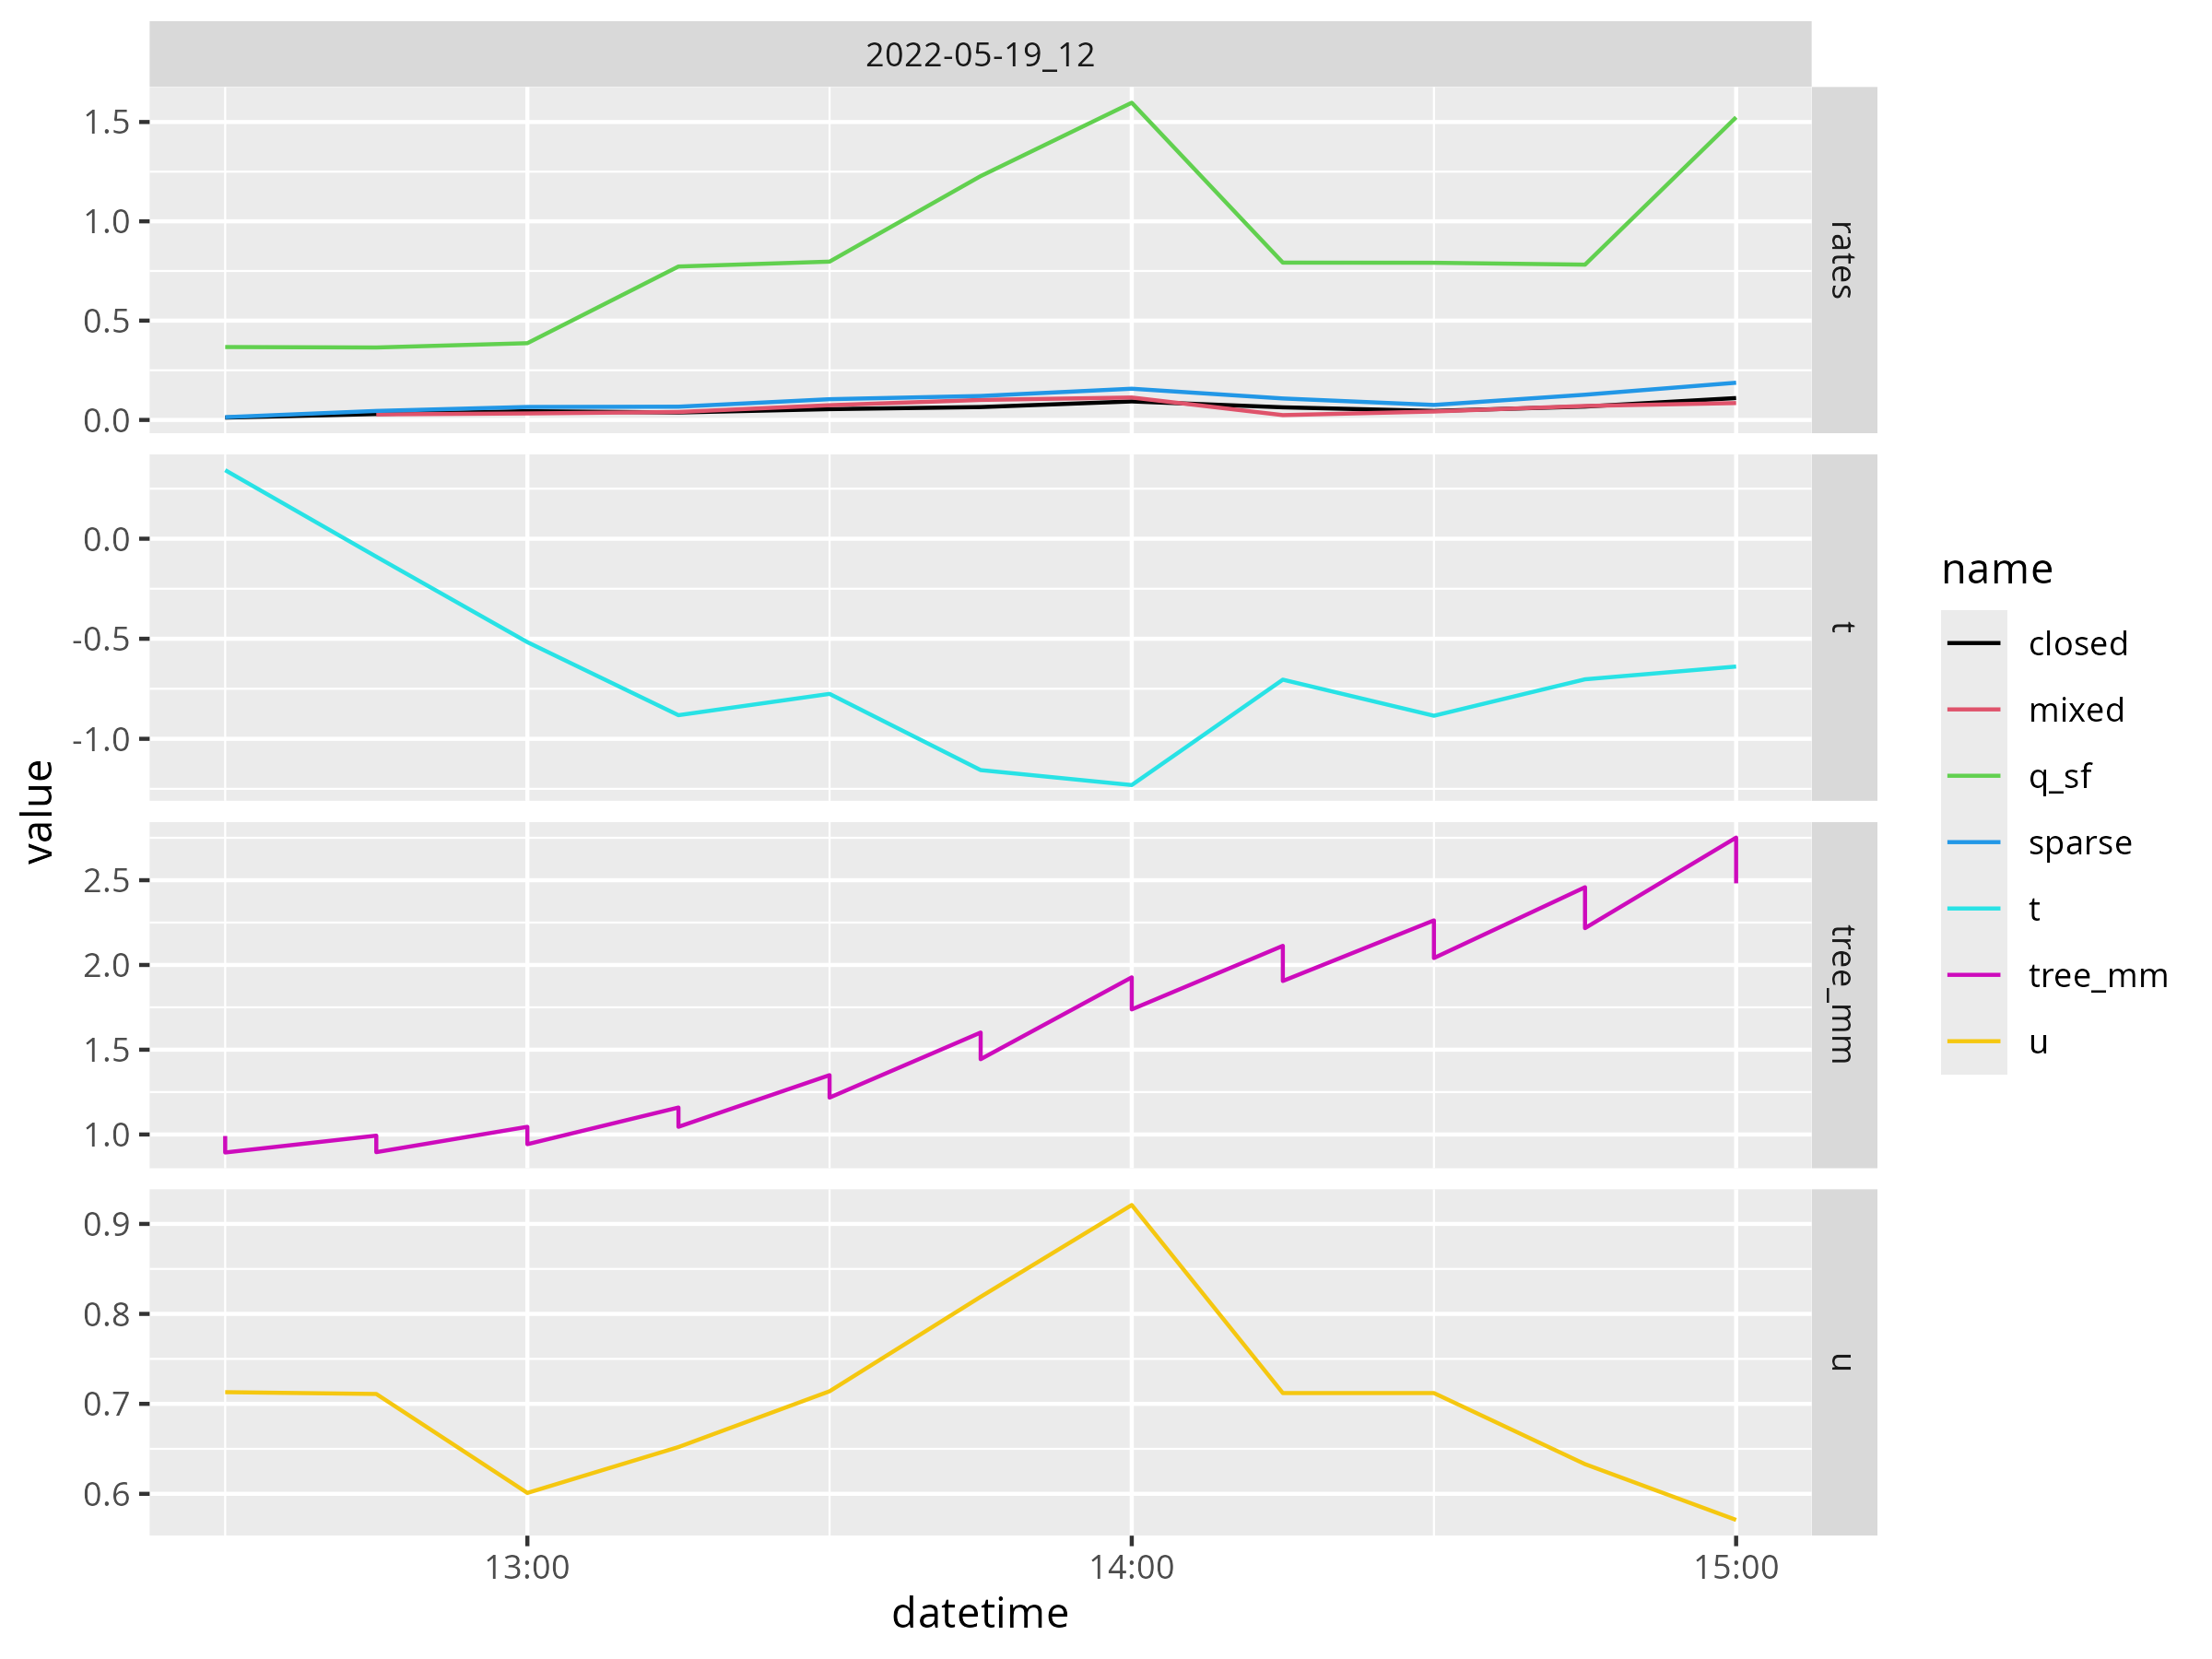 2022-05-19_12
1.5
1.0
0.5
0.0
rates
0.0
-0.5
-1.0
t
2.5
2.0
1.5
1.0
tree_mm
0.9
0.8
0.7
0.6
u
13:00
14:00
15:00
datetime
value
name
closed
mixed
q_sf
sparse
t
tree_mm
u